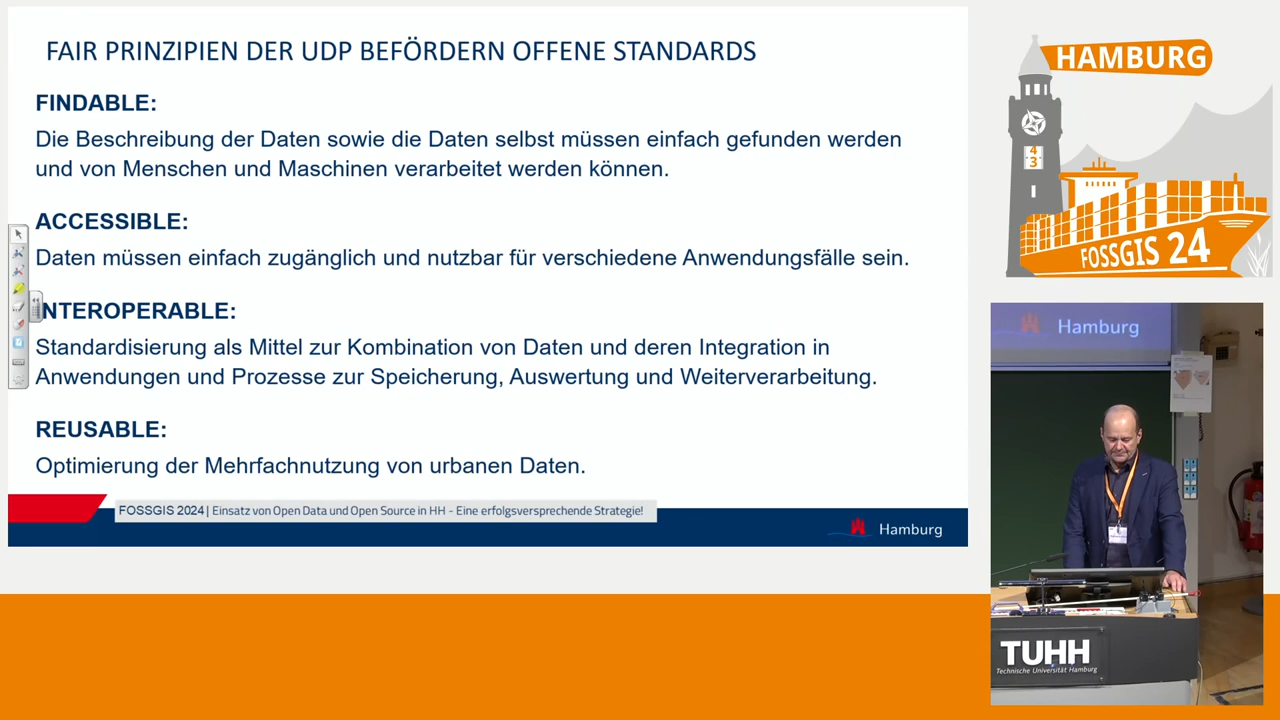 FAIR PRINZIPIEN DER UDP BEFÖRDERN OFFENE STANDARDS
FINDABLE:
Die Beschreibung der Daten sowie die Daten selbst müssen einfach gefunden werden
und von Menschen und Maschinen verarbeitet werden können.
ACCESSIBLE:
Daten müssen einfach zugänglich und nutzbar für verschiedene Anwendungsfälle sein.
NTEROPERABLE:
Standardisierung als Mittel zur Kombination von Daten und deren Integration in
Anwendungen und Prozesse zur Speicherung, Auswertung und Weiterverarbeitung.
REUSABLE:
Optimierung der Mehrfachnutzung von urbanen Daten.
FOSSGIS 2024 | Einsatz von Open Data und Open Source in HH - Eine erfolgsversprechende Strategie!
Hamburg
HAMBURG
4
3
FOSSGIS 24
Hamburg
TUHH
Technische Universität Hamburg